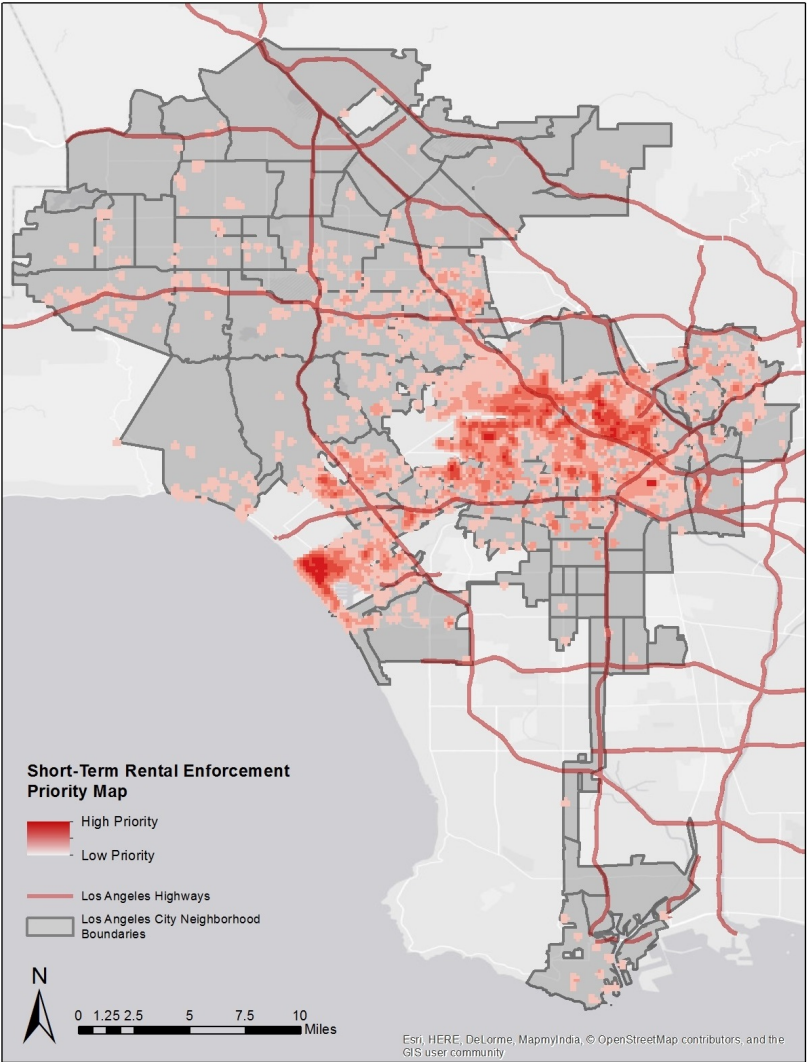 Short-Term Rental Enforcement
Priority Map
High Priority
Low Priority
Los Angeles Highways
Los Angeles City Neighborhood
Boundaries
N
0 1.25 2.5 5 7.5 10
Miles
Esri, HERE, DeLorme, MapmyIndia, © OpenStreetMap contributors, and the
GIS user community